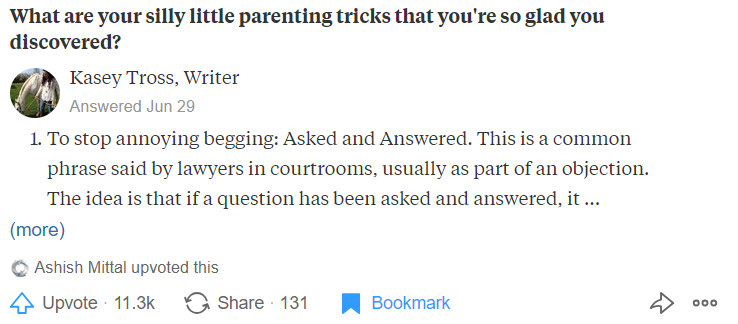 What are your silly little parenting tricks that you're so glad you
discovered?
Kasey Tross, Writer
Answered Jun 29
1. To stop annoying begging: Asked and Answered. This is a common
phrase said by lawyers in courtrooms, usually as part of an objection.
The idea is that if a question has been asked and answered, it ...
(more)
Ashish Mittal upvoted this
Upvote · 11.3k Share · 131 Bookmark